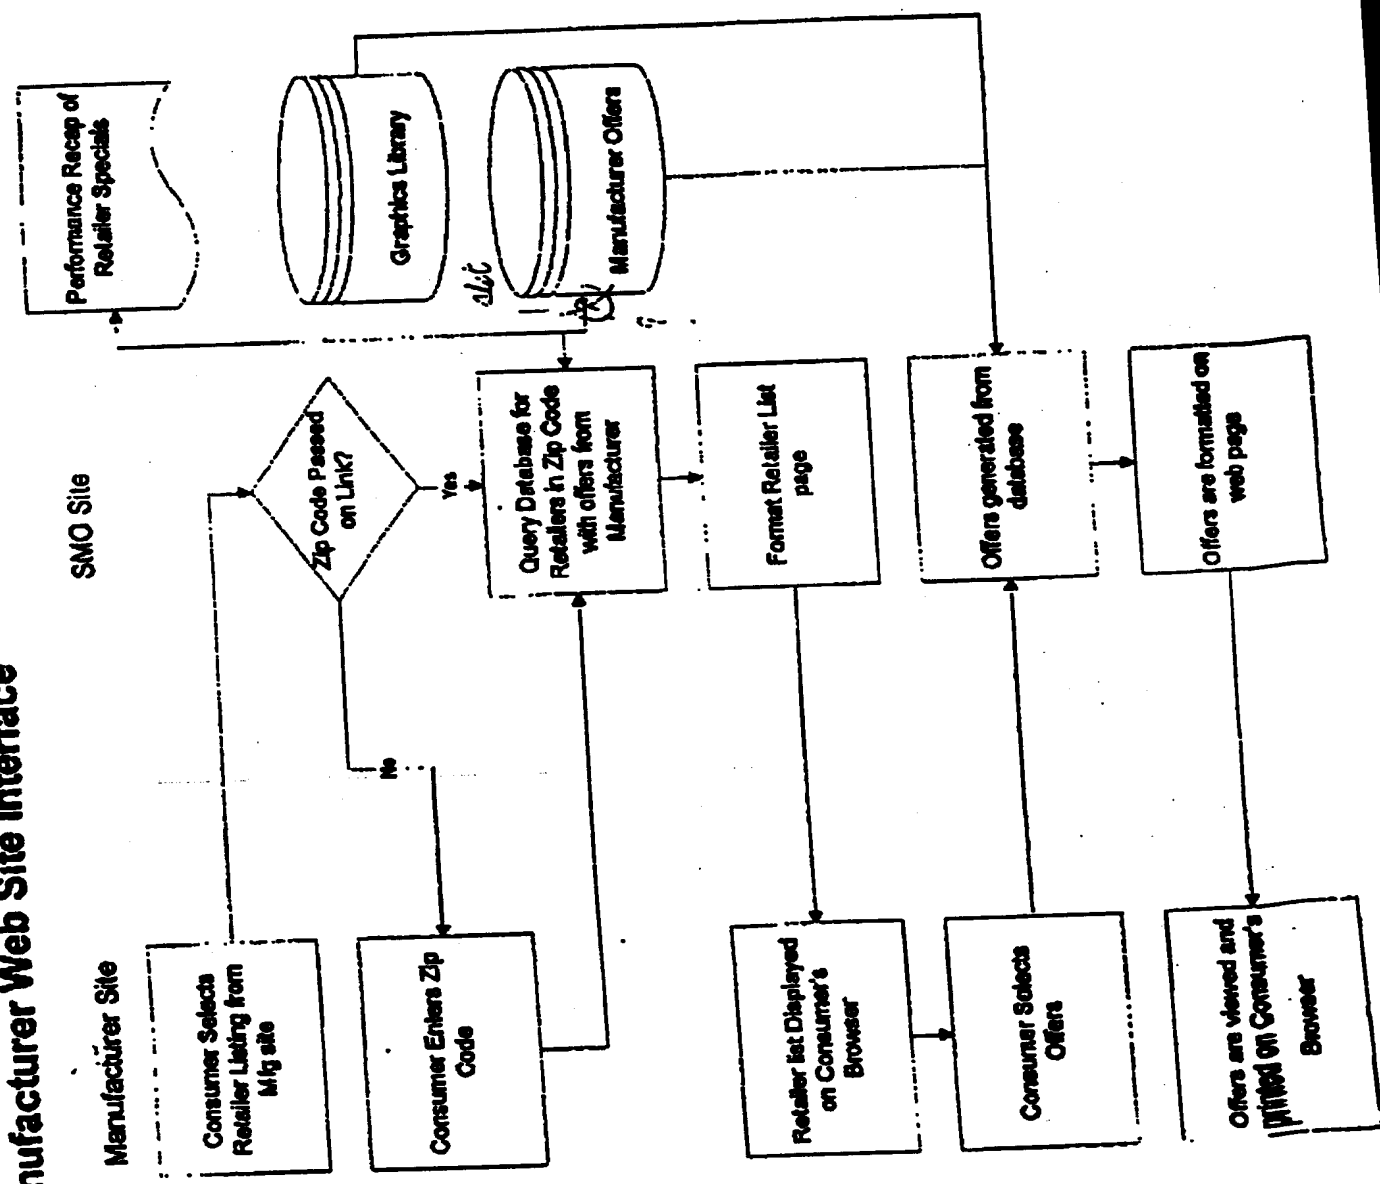 Web Site Interface
Manufacturer Site
SMO Site
Consumer Selects
Retailer Listing from
Mfg site
Zip Code Passed
on Link?
Performance Recap of
Retailer Specials
No
Yes
Graphics Library
Consumer Enters Zip
Code
Query Database for
Retailers in Zip Code
with offers from
Manufacturer
Manufacturer Offers
Format Retailer List
page
Retailer list Displayed
on Consumer's
Browser
Consumer Selects
Offers
Offers generated from
database
Offers are formatted on
web page
Offers are viewed and
printed on Consumer's
Browser